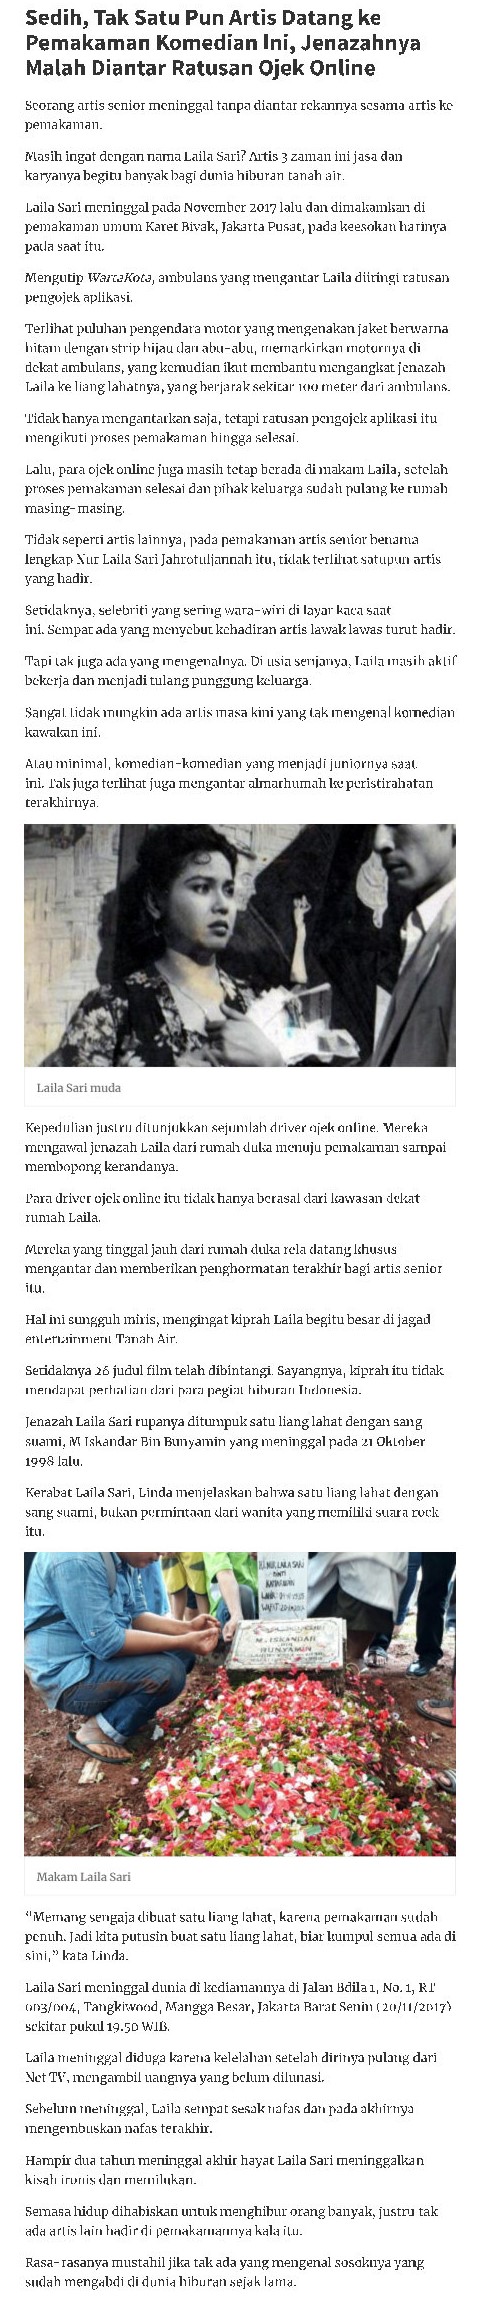 Sedih, Tak Satu Pun Artis Datang ke
Pemakaman Komedian Ini, Jenazahnya
Malah Diantar Ratusan Ojek Online
Seorang artis senior meninggal tanpa diantar rekannya sesama artis ke
pemakaman.
Masih ingat dengan nama Laila Sari? Artis 3 zaman ini jasa dan
karyanya begitu banyak bagi dunia hiburan tanah air.
Laila Sari meninggal pada November 2017 lalu dan dimakamkan di
pemakaman umum Karet Bivak, Jakarta Pusat, pada keesokan harinya
pada saat itu.
Mengutip WartaKota, ambulans yang mengantar Laila diiringi ratusan
pengojek aplikasi.
Terlihat puluhan pengendara motor yang mengenakan jaket berwarna
hitam dengan strip hijau dan abu-abu, memarkirkan motornya di
dekat ambulans, yang kemudian ikut membantu mengangkat jenazah
Laila ke liang lahatnya, yang berjarak sekitar 100 meter dari ambulans.
Tidak hanya mengantarkan saja, tetapi ratusan pengojek aplikasi itu
mengikuti proses pemakaman hingga selesai.
Lalu, para ojek online juga masih tetap berada di makam Laila, setelah
proses pemakaman selesai dan pihak keluarga sudah pulang ke rumah
masing-masing.
Tidak seperti artis lainnya, pada pemakaman artis senior benama
lengkap Nur Laila Sari Jahrotuljannah itu, tidak terlihat satupun artis
yang hadir.
Setidaknya, selebriti yang sering wara-wiri di layar kaca saat
ini. Sempat ada yang menyebut kehadiran artis lawak lawas turut hadir.
Tapi tak juga ada yang mengenalnya. Di usia senjanya, Laila masih aktif
bekerja dan menjadi tulang punggung keluarga.
Sangat tidak mungkin ada artis masa kini yang tak mengenal komedian
kawakan ini.
Atau minimal, komedian-komedian yang menjadi juniornya saat
ini. Tak juga terlihat juga mengantar almarhumah ke peristirahatan
terakhirnya.
Laila Sari muda
Kepedulian justru ditunjukkan sejumlah driver ojek online. Mereka
mengawal jenazah Laila dari rumah duka menuju pemakaman sampai
membopong kerandanya.
Para driver ojek online itu tidak hanya berasal dari kawasan dekat
rumah Laila.
Mereka yang tinggal jauh dari rumah duka rela datang khusus
mengantar dan memberikan penghormatan terakhir bagi artis senior
itu.
Hal ini sungguh miris, mengingat kiprah Laila begitu besar di jagad
entertainment Tanah Air.
Setidaknya 26 judul film telah dibintangi. Sayangnya, kiprah itu tidak
mendapat perhatian dari para pegiat hiburan Indonesia.
Jenazah Laila Sari rupanya ditumpuk satu liang lahat dengan sang
suami, M Iskandar Bin Bunyamin yang meninggal pada 21 Oktober
1998 lalu.
Kerabat Laila Sari, Linda menjelaskan bahwa satu liang lahat dengan
sang suami, bukan permintaan dari wanita yang memiliki suara rock
itu.
M. ISKANDAR
BUNYAMIN
Makam Laila Sari
"Memang sengaja dibuat satu liang lahat, karena pemakaman sudah
penuh. Jadi kita putusin buat satu liang lahat, biar kumpul semua ada di
sini," kata Linda.
Laila Sari meninggal dunia di kediamannya di Jalan Bdila 1, No. 1, RT
003/004, Tangkiwood, Mangga Besar, Jakarta Barat Senin (20/11/2017)
sekitar pukul 19.50 WIB.
Laila meninggal diduga karena kelelahan setelah dirinya pulang dari
Net TV, mengambil uangnya yang belum dilunasi.
Sebelum meninggal, Laila sempat sesak nafas dan pada akhirnya
mengembuskan nafas terakhir.
Hampir dua tahun meninggal akhir hayat Laila Sari meninggalkan
kisah ironis dan memilukan.
Semasa hidup dihabiskan untuk menghibur orang banyak, justru tak
ada artis lain hadir di pemakamannya kala itu.
Rasa-rasanya mustahil jika tak ada yang mengenal sosoknya yang
sudah mengabdi di dunia hiburan sejak lama.